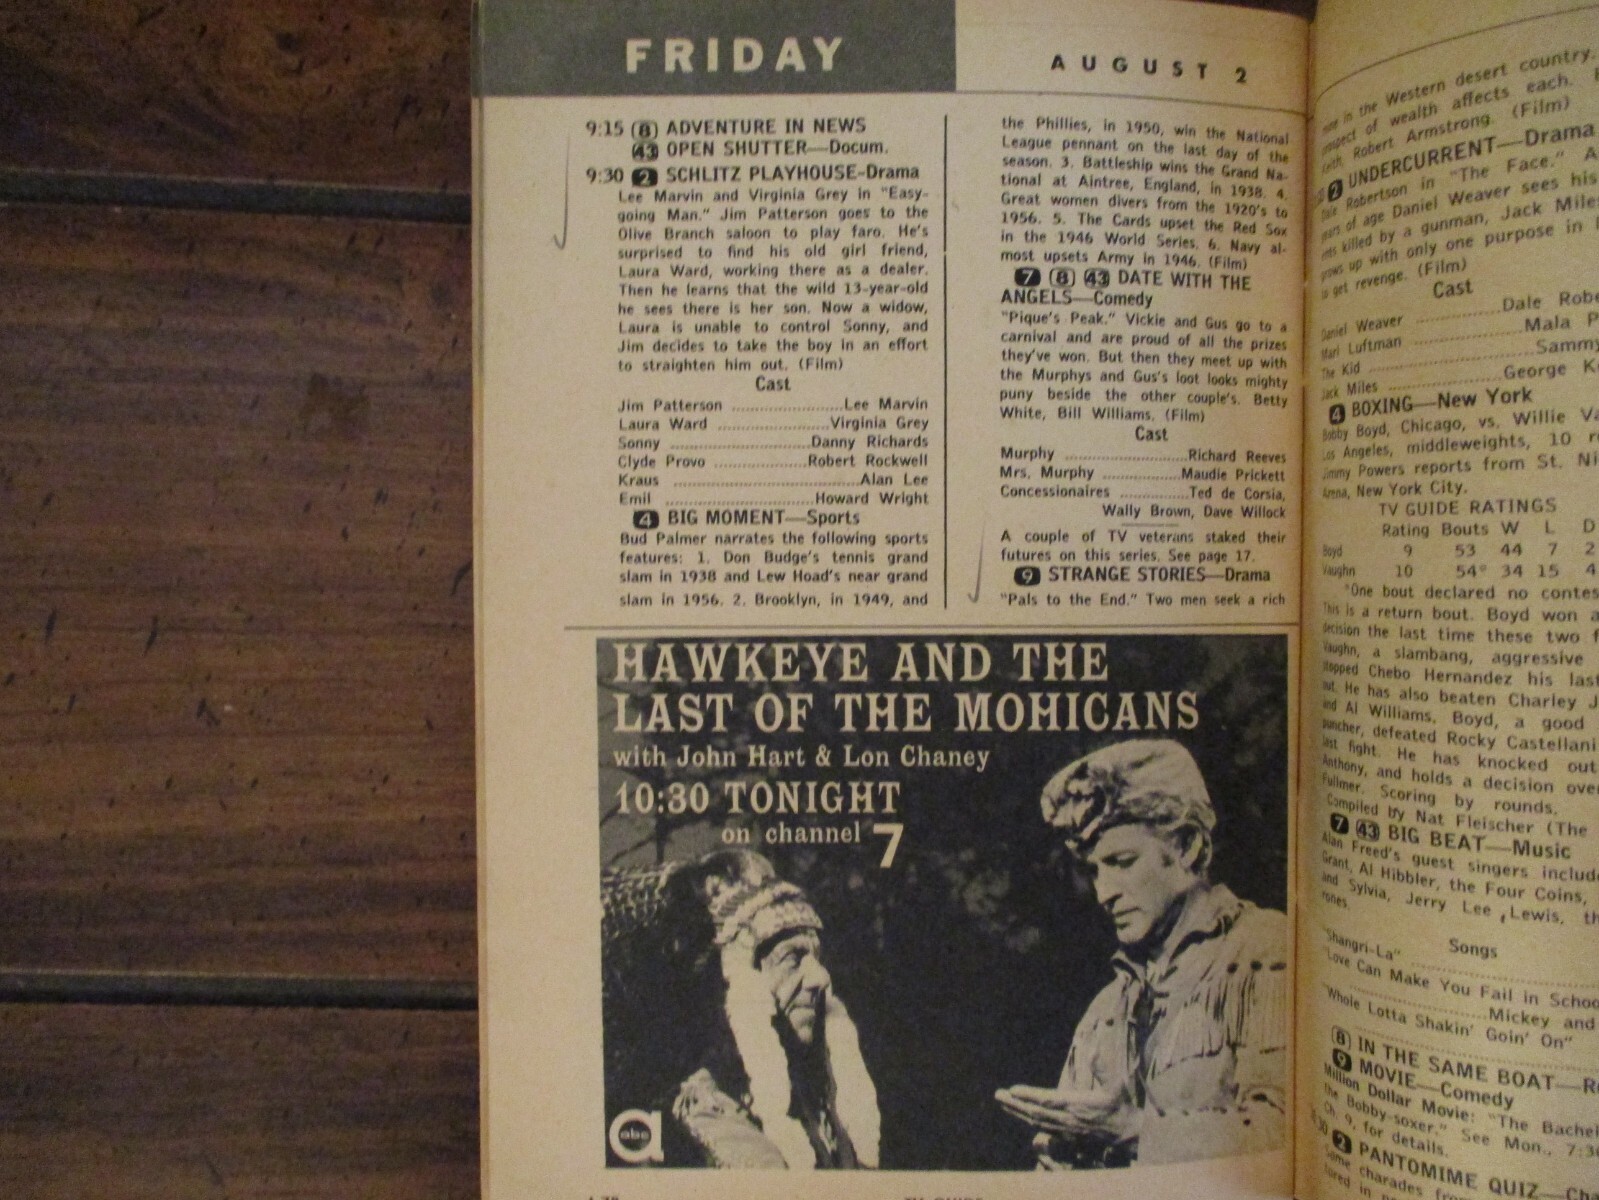 FRIDAY
AUGUST 2
9:15 (8) ADVENTURE IN NEWS
(43) OPEN SHUTTER—Docum.
9:30 (2) SCHLITZ PLAYHOUSE-Drama
Lee Marvin and Virginia Grey in "Easy-
going Man." Jim Patterson goes to the
Olive Branch saloon to play faro. He's
surprised to find his old girl friend,
Laura Ward, working there as a dealer.
Then he learns that the wild 13-year-old
he sees there is her son. Now a widow,
Laura is unable to control Sonny, and
Jim decides to take the boy in an effort
to straighten him out. (Film)
Cast
Jim Patterson ......................Lee Marvin
Laura Ward ......................Virginia Grey
Sonny ............................Danny Richards
Clyde Provo ....................Robert Rockwell
Kraus .....................................Alan Lee
Emil ..............................Howard Wright
(4) BIG MOMENT—Sports
Bud Palmer narrates the following sports
features: 1. Don Budge's tennis grand
slam in 1938 and Lew Hoad's near grand
slam in 1956. 2. Brooklyn, in 1949, and
the Phillies, in 1950, win the National
League pennant on the last day of the
season. 3. Battleship wins the Grand Na-
tional at Aintree, England, in 1938. 4.
Great women divers from the 1920's to
1956. 5. The Cards upset the Red Sox
in the 1946 World Series. 6. Navy al-
most upsets Army in 1946. (Film)
(7) (8) (43) DATE WITH THE
ANGELS—Comedy
"Pique's Peak." Vickie and Gus go to a
carnival and are proud of all the prizes
they've won. But then they meet up with
the Murphys and Gus's loot looks mighty
puny beside the other couple's. Betty
White, Bill Williams. (Film)
Cast
Murphy ........................Richard Reeves
Mrs. Murphy ...............Maudie Prickett
Concessionaires .............Ted de Corsia,
Wally Brown, Dave Willock
A couple of TV veterans staked their
futures on this series. See page 17.
(9) STRANGE STORIES—Drama
"Pals to the End." Two men seek a rich
HAWKEYE AND THE
LAST OF THE MOHICANS
with John Hart & Lon Chaney
10:30 TONIGHT
on channel 7
a abc
in the Western desert country.
of wealth affects each.
Robert Armstrong. (Film)
(2) UNDERCURRENT—Drama
Dale Robertson in "The Face." A
years of age Daniel Weaver sees his
killed by a gunman, Jack Miles
grows up with only one purpose in
to get revenge. (Film)
Cast
Daniel Weaver ................Dale
Mari Luftman ....................Mala
The Kid .........................Sammy
Jack Miles ....................George
(4) BOXING—New York
Bobby Boyd, Chicago, vs. Willie
Los Angeles, middleweights, 10
Jimmy Powers reports from St.
Arena, New York City.
TV GUIDE RATINGS
Rating Bouts W L D
Boyd 9 53 44 7 2
Vaughn 10 54* 34 15 4
*One bout declared no
This is a return bout. Boyd won
decision the last time these two
Vaughn, a slambang, aggressive
stopped Chebo Hernandez his
out. He has also beaten Charley
and Al Williams. Boyd, a good
puncher, defeated Rocky Castellani
last fight. He has knocked out
Anthony, and holds a decision
Fullmer. Scoring by rounds.
Compiled by Nat Fleischer (The
(7) (43) BIG BEAT—Music
Alan Freed's guest singers
Grant, Al Hibbler, the Four Coins,
and Sylvia, Jerry Lee Lewis,
Songs
"Shangri-La"
"Love Can Make You Fail in
Mickey and
"Whole Lotta Shakin' Goin' On"
(8) IN THE SAME BOAT
(9) MOVIE—Comedy
Million Dollar Movie: "The
the Bobby-soxer." See Mon.,
Ch. 9, for details.
(2) PANTOMIME QUIZ
Some charades